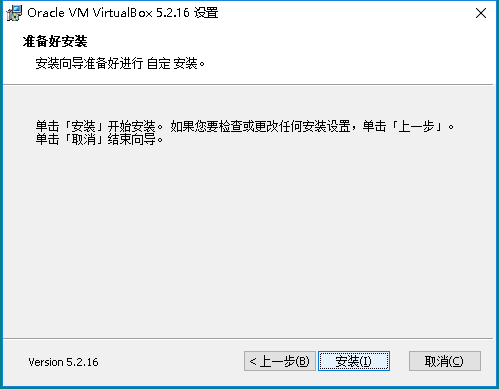 Oracle VM VirtualBox 5.2.16 设置
准备好安装
安装向导准备好进行 自定 安装。
单击「安装」开始安装。 如果您要检查或更改任何安装设置，单击「上一步」。
单击「取消」结束向导。
Version 5.2.16
< 上一步(B)
安装(I)
取消(C)